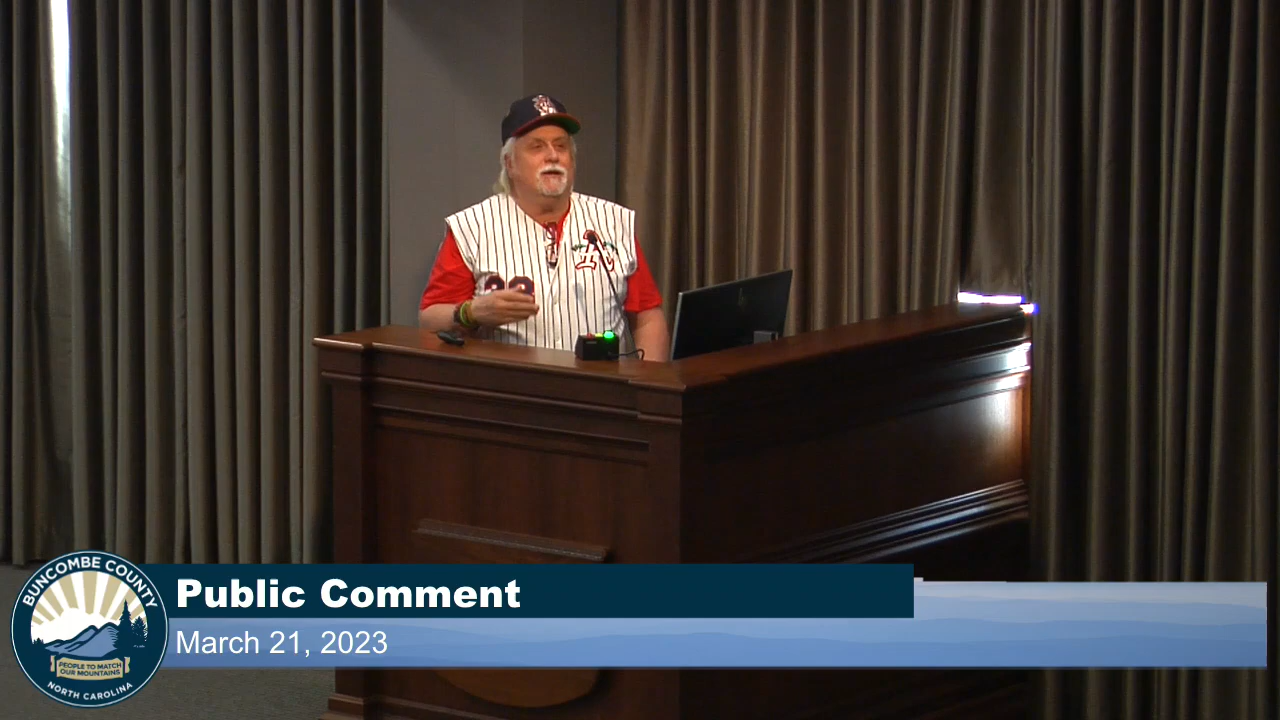 Public Comment
March 21, 2023
BUNCOMBE COUNTY
PEOPLE TO MATCH
OUR MOUNTAINS
NORTH CAROLINA